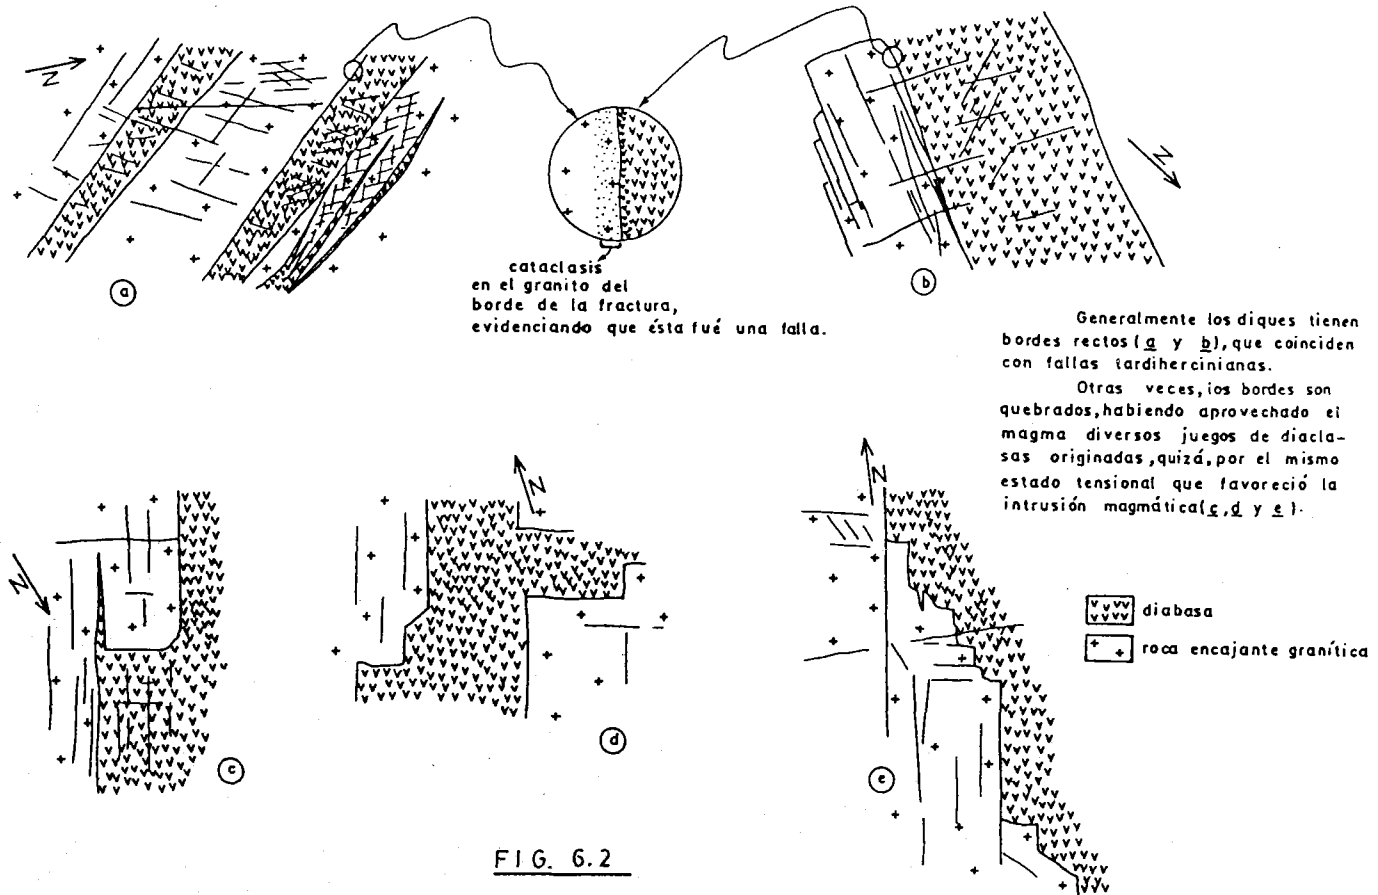 N
N
a
cataclasis
en el granito del
borde de la fractura,
evidenciando que ésta fué una falla.
b
Generalmente los diques tienen
bordes rectos (a y b), que coinciden
con fallas tardihercinianas.
Otras veces, los bordes son
quebrados, habiendo aprovechado el
magma diversos juegos de diacla-
sas originadas, quizá, por el mismo
estado tensional que favoreció la
intrusión magmática (c, d y e).
N
N
N
diabasa
roca encajante granítica
c
d
e
FIG. 6.2